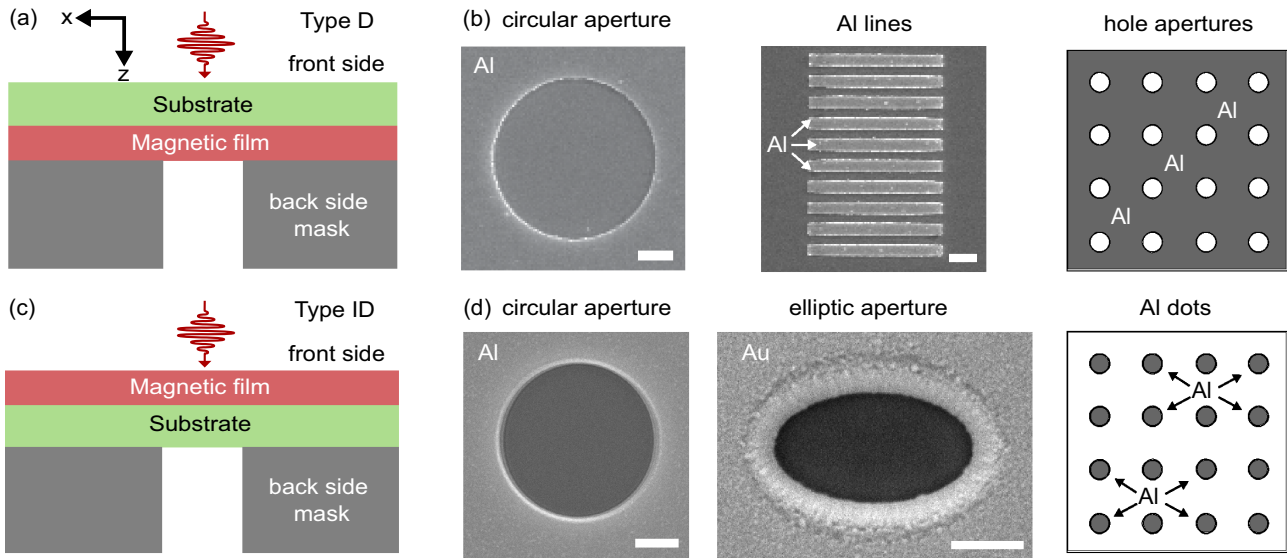 (a)
x
z
Type D
front side
Substrate
Magnetic film
back side
mask
(b) circular aperture
Al
Al lines
Al
hole apertures
Al
Al
Al
(c)
Type ID
front side
Magnetic film
Substrate
back side
mask
(d) circular aperture
Al
elliptic aperture
Au
Al dots
Al
Al